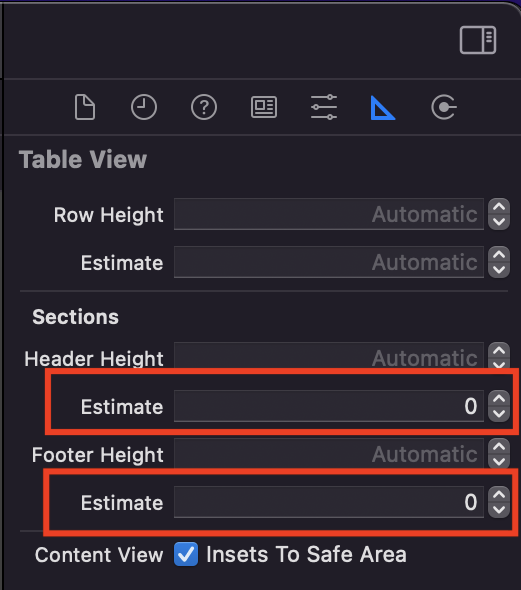 Table View
Row Height Automatic
Estimate Automatic
Sections
Header Height Automatic
Estimate 0
Footer Height Automatic
Estimate 0
Content View Insets To Safe Area